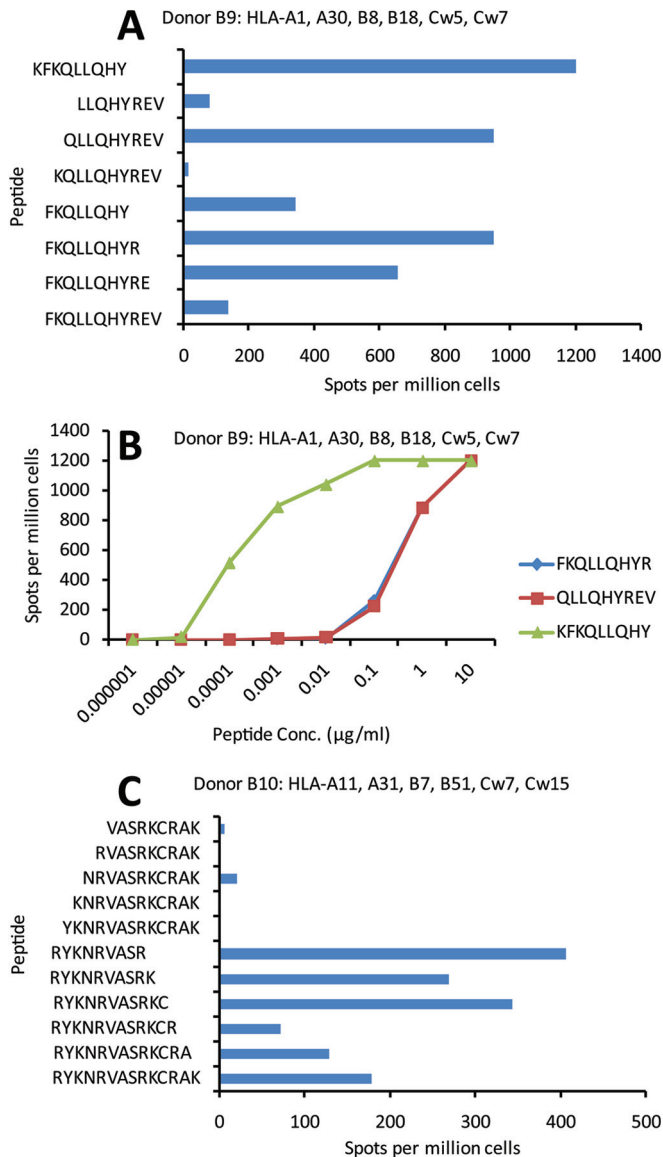 A
Donor B9: HLA-A1, A30, B8, B18, Cw5, Cw7
Peptide
KFKQLLQHY
LLQHYREV
QLLQHYREV
KQLLQHYREV
FKQLLQHY
FKQLLQHYR
FKQLLQHYRE
FKQLLQHYREV
0 200 400 600 800 1000 1200 1400
Spots per million cells
B
Donor B9: HLA-A1, A30, B8, B18, Cw5, Cw7
Spots per million cells
1400
1200
1000
800
600
400
200
0
0.000001 0.00001 0.0001 0.001 0.01 0.1 1 10
Peptide Conc. (µg/ml)
FKQLLQHYR
QLLQHYREV
KFKQLLQHY
C
Donor B10: HLA-A11, A31, B7, B51, Cw7, Cw15
Peptide
VASRKCRAK
RVASRKCRAK
NRVASRKCRAK
KNRVASRKCRAK
YKNRVASRKCRAK
RYKNRVASR
RYKNRVASRK
RYKNRVASRKC
RYKNRVASRKCR
RYKNRVASRKCRA
RYKNRVASRKCRAK
0 100 200 300 400 500
Spots per million cells